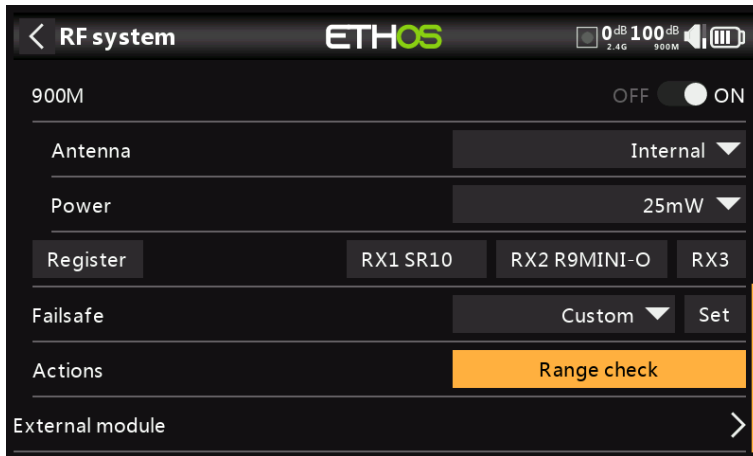 RF system ETHOS 0dB 2.4G 100dB 900M
900M OFF ON
Antenna Internal
Power 25mW
Register RX1 SR10 RX2 R9MINI-O RX3
Failsafe Custom Set
Actions Range check
External module